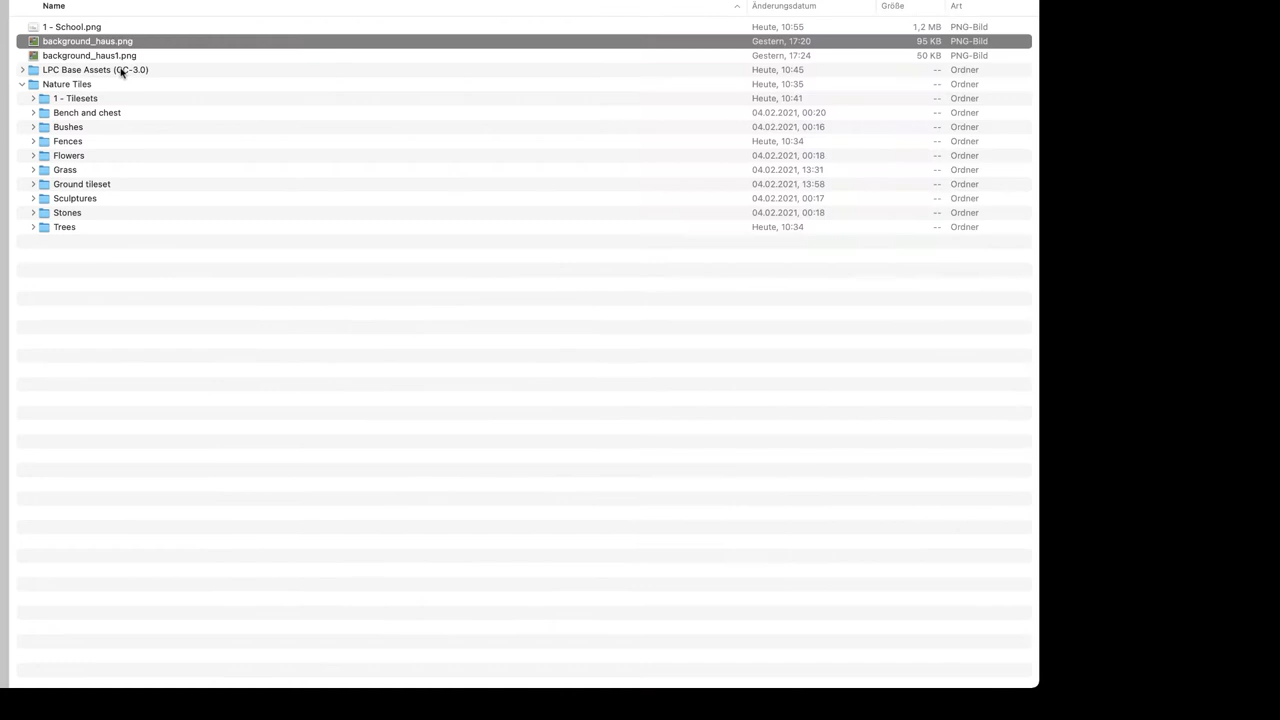 Name Änderungsdatum Größe Art
1 - School.png Heute, 10:55 1,2 MB PNG-Bild
background_haus.png Gestern, 17:20 95 KB PNG-Bild
background_haus1.png Gestern, 17:24 50 KB PNG-Bild
LPC Base Assets (CC-3.0) Heute, 10:45 -- Ordner
Nature Tiles Heute, 10:35 -- Ordner
1 - Tilesets Heute, 10:41 -- Ordner
Bench and chest 04.02.2021, 00:20 -- Ordner
Bushes 04.02.2021, 00:16 -- Ordner
Fences Heute, 10:34 -- Ordner
Flowers 04.02.2021, 00:18 -- Ordner
Grass 04.02.2021, 13:31 -- Ordner
Ground tileset 04.02.2021, 13:58 -- Ordner
Sculptures 04.02.2021, 00:17 -- Ordner
Stones 04.02.2021, 00:18 -- Ordner
Trees Heute, 10:34 -- Ordner